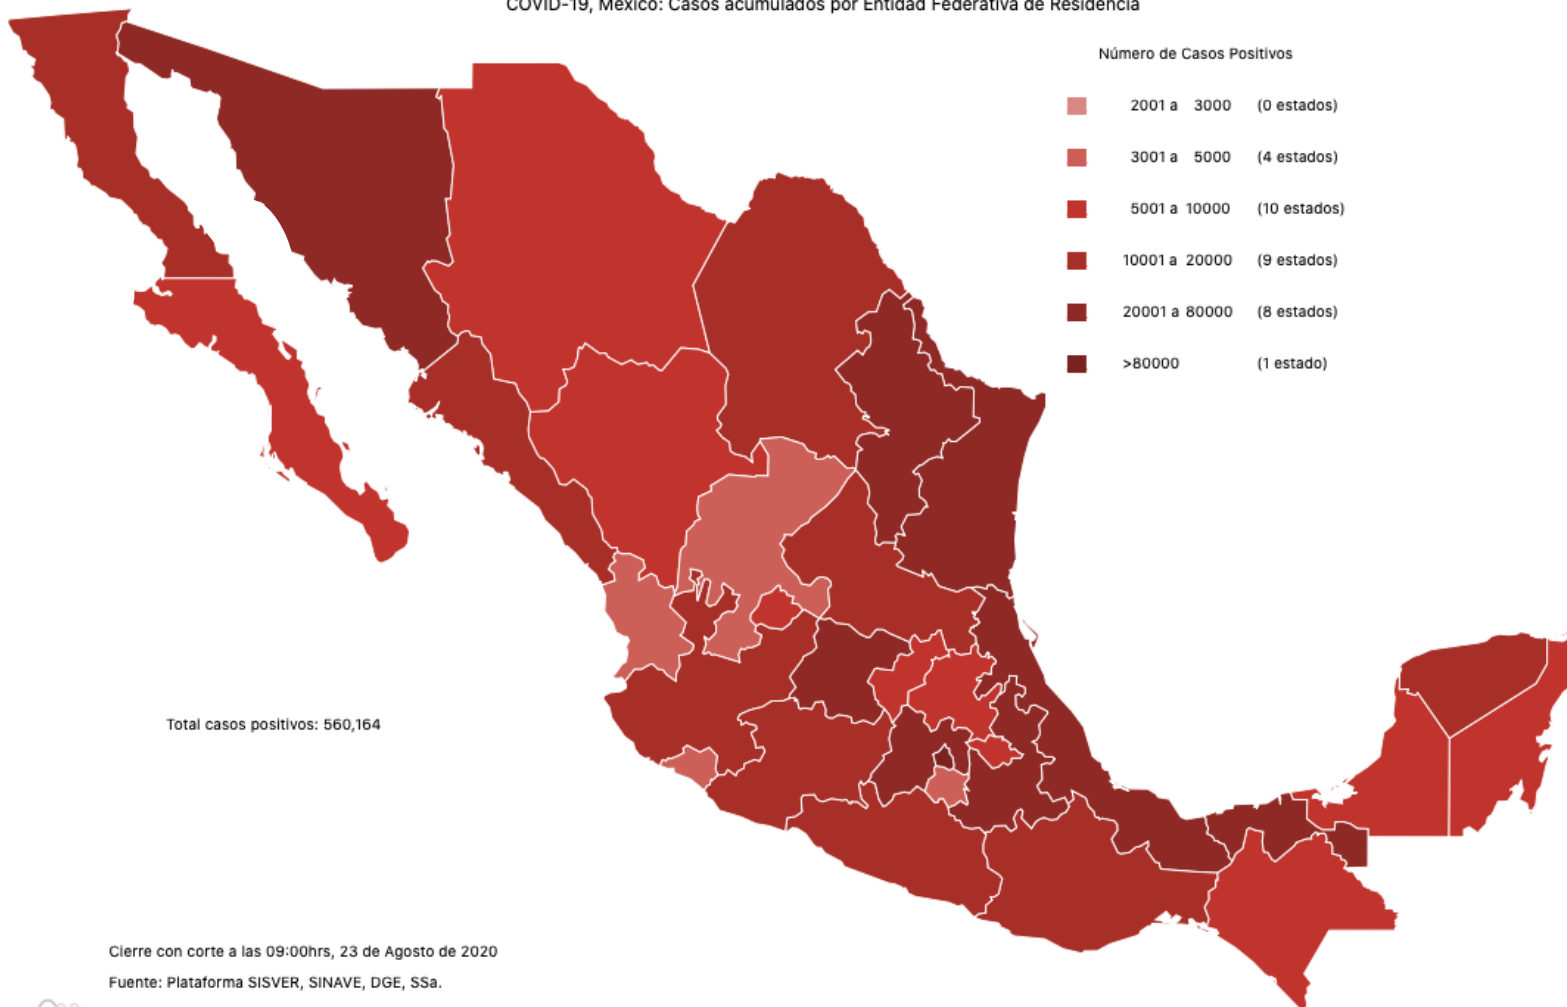 COVID-19, México: Casos acumulados por Entidad Federativa de Residencia
Número de Casos Positivos
2001 a 3000 (0 estados)
3001 a 5000 (4 estados)
5001 a 10000 (10 estados)
10001 a 20000 (9 estados)
20001 a 80000 (8 estados)
>80000 (1 estado)
Total casos positivos: 560,164
Cierre con corte a las 09:00hrs, 23 de Agosto de 2020
Fuente: Plataforma SISVER, SINAVE, DGE, SSa.